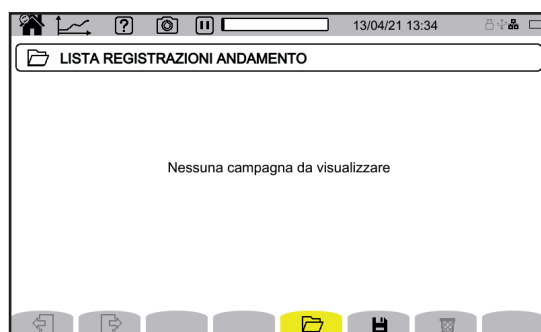 13/04/21 13:34
LISTA REGISTRAZIONI ANDAMENTO
Nessuna campagna da visualizzare